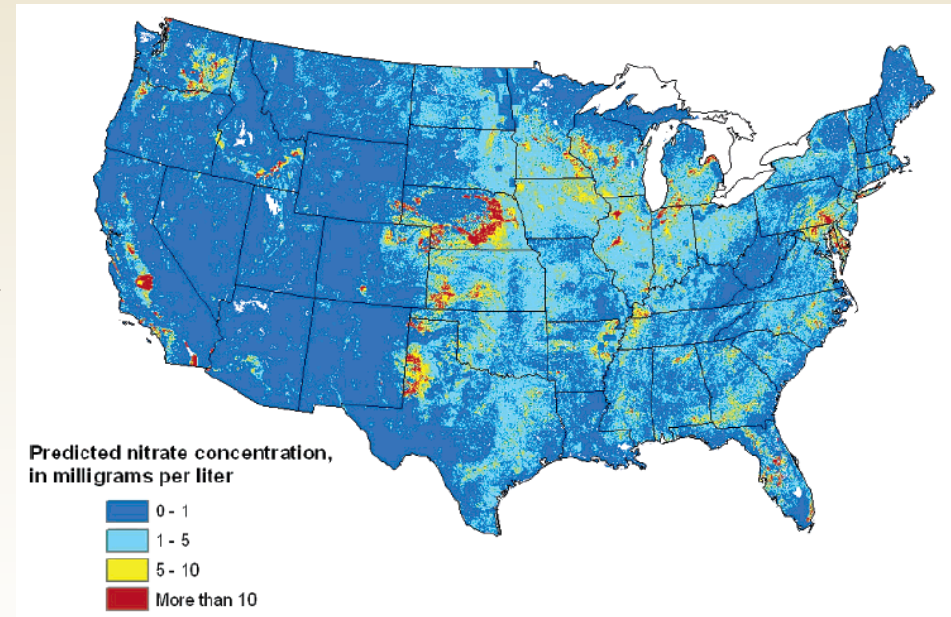 Predicted nitrate concentration,
in milligrams per liter
0 - 1
1 - 5
5 - 10
More than 10